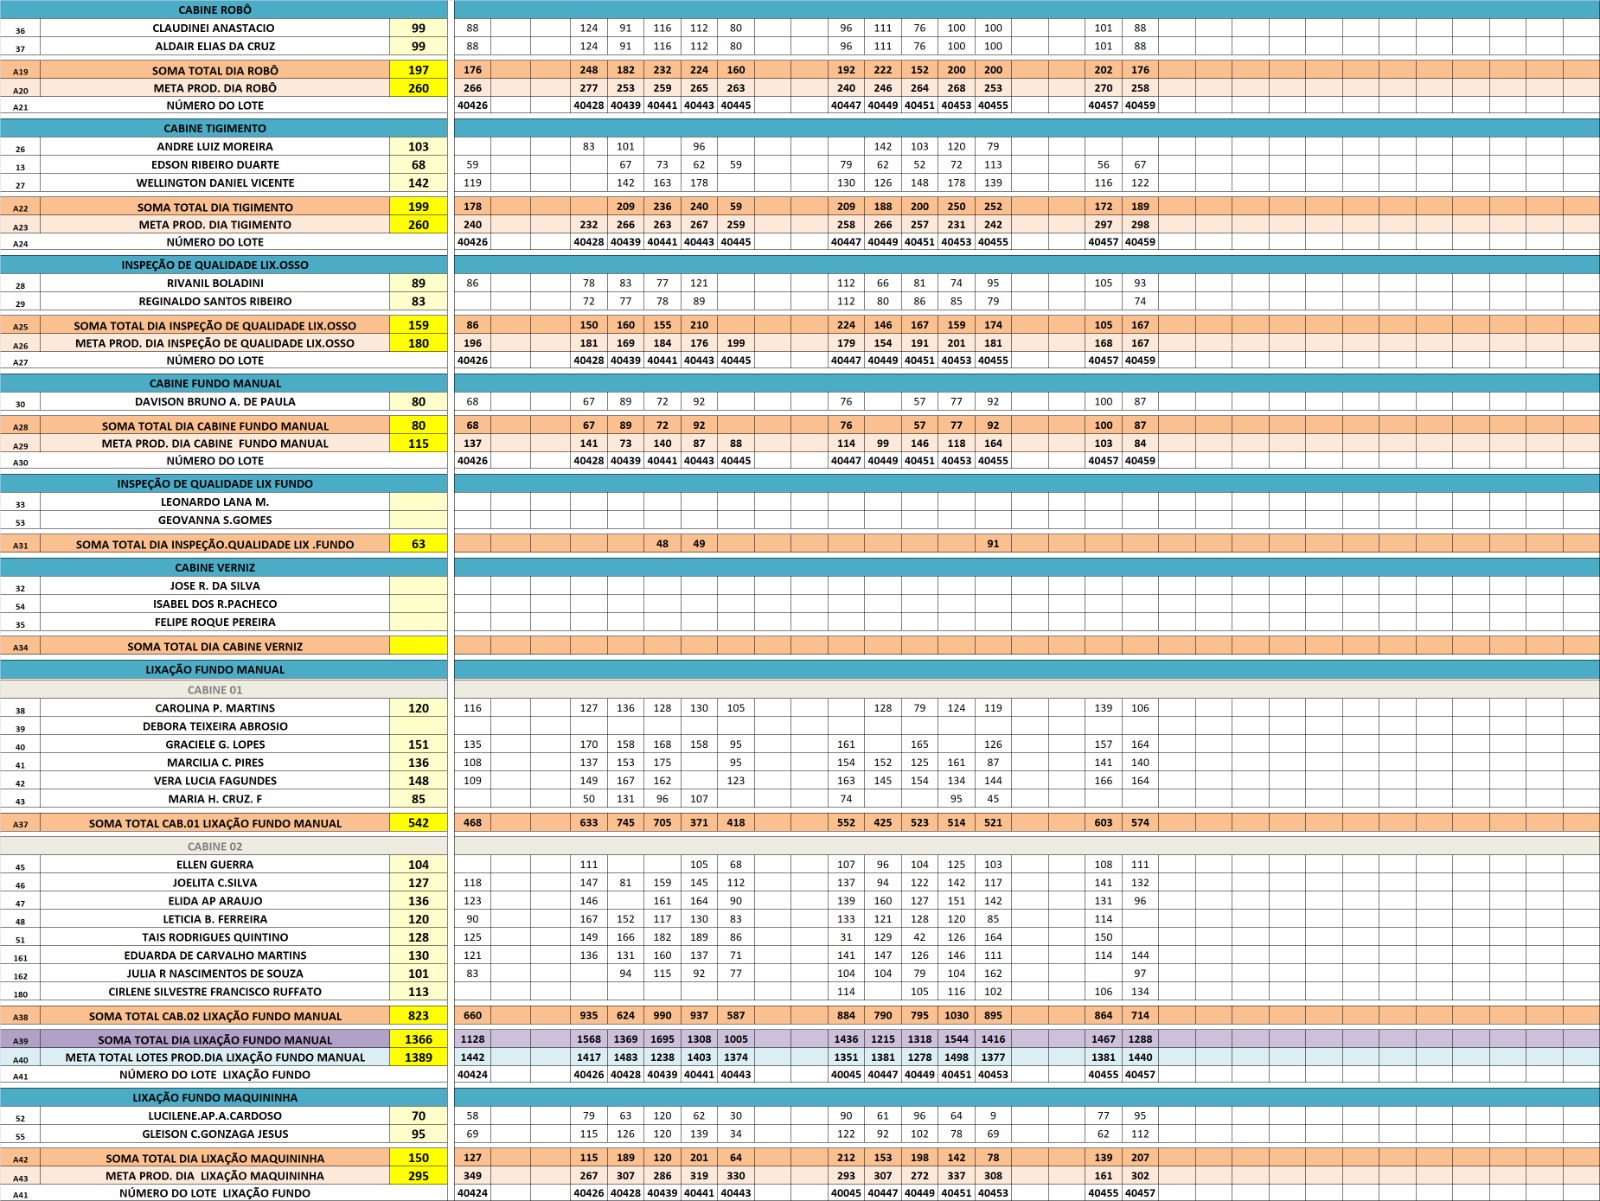 CABINE ROBÔ
36 CLAUDINEI ANASTACIO 99 88 124 91 116 112 80 96 111 76 100 100 101 88
37 ALDAIR ELIAS DA CRUZ 99 88 124 91 116 112 80 96 111 76 100 100 101 88
A19 SOMA TOTAL DIA ROBÔ 197 176 248 182 232 224 160 192 222 152 200 200 202 176
A20 META PROD. DIA ROBÔ 260 266 277 253 259 265 263 240 246 264 268 253 270 258
A21 NÚMERO DO LOTE 40426 40428 40439 40441 40443 40445 40447 40449 40451 40453 40455 40457 40459
CABINE TIGIMENTO
26 ANDRE LUIZ MOREIRA 103 83 101 96 142 103 120 79
13 EDSON RIBEIRO DUARTE 68 59 67 73 62 59 79 62 52 72 113 56 67
27 WELLINGTON DANIEL VICENTE 142 119 142 163 178 130 126 148 178 139 116 122
A22 SOMA TOTAL DIA TIGIMENTO 199 178 209 236 240 59 209 188 200 250 252 172 189
A23 META PROD. DIA TIGIMENTO 260 240 232 266 263 267 259 258 266 257 231 242 297 298
A24 NÚMERO DO LOTE 40426 40428 40439 40441 40443 40445 40447 40449 40451 40453 40455 40457 40459
INSPEÇÃO DE QUALIDADE LIX.OSSO
28 RIVANIL BOLADINI 89 86 78 83 77 121 112 66 81 74 95 105 93
29 REGINALDO SANTOS RIBEIRO 83 72 77 78 89 112 80 86 85 79 74
A25 SOMA TOTAL DIA INSPEÇÃO DE QUALIDADE LIX.OSSO 159 86 150 160 155 210 224 146 167 159 174 105 167
A26 META PROD. DIA INSPEÇÃO DE QUALIDADE LIX.OSSO 180 196 181 169 184 176 199 179 154 191 201 181 168 167
A27 NÚMERO DO LOTE 40426 40428 40439 40441 40443 40445 40447 40449 40451 40453 40455 40457 40459
CABINE FUNDO MANUAL
30 DAVISON BRUNO A. DE PAULA 80 68 67 89 72 92 76 57 77 92 100 87
A28 SOMA TOTAL DIA CABINE FUNDO MANUAL 80 68 67 89 72 92 76 57 77 92 100 87
A29 META PROD. DIA CABINE FUNDO MANUAL 115 137 141 73 140 87 88 114 99 146 118 164 103 84
A30 NÚMERO DO LOTE 40426 40428 40439 40441 40443 40445 40447 40449 40451 40453 40455 40457 40459
INSPEÇÃO DE QUALIDADE LIX FUNDO
33 LEONARDO LANA M.
53 GEOVANNA S.GOMES
A31 SOMA TOTAL DIA INSPEÇÃO.QUALIDADE LIX .FUNDO 63 48 49 91
CABINE VERNIZ
32 JOSE R. DA SILVA
54 ISABEL DOS R.PACHECO
35 FELIPE ROQUE PEREIRA
A34 SOMA TOTAL DIA CABINE VERNIZ
LIXAÇÃO FUNDO MANUAL
CABINE 01
38 CAROLINA P. MARTINS 120 116 127 136 128 130 105 128 79 124 119 139 106
39 DEBORA TEIXEIRA ABROSIO
40 GRACIELE G. LOPES 151 135 170 158 168 158 95 161 165 126 157 164
41 MARCILIA C. PIRES 136 108 137 153 175 95 154 152 125 161 87 141 140
42 VERA LUCIA FAGUNDES 148 109 149 167 162 123 163 145 154 134 144 166 164
43 MARIA H. CRUZ. F 85 50 131 96 107 74 95 45
A37 SOMA TOTAL CAB.01 LIXAÇÃO FUNDO MANUAL 542 468 633 745 705 371 418 552 425 523 514 521 603 574
CABINE 02
45 ELLEN GUERRA 104 111 105 68 107 96 104 125 103 108 111
46 JOELITA C.SILVA 127 118 147 81 159 145 112 137 94 122 142 117 141 132
47 ELIDA AP ARAUJO 136 123 146 161 164 90 139 160 127 151 142 131 96
48 LETICIA B. FERREIRA 120 90 167 152 117 130 83 133 121 128 120 85 114
51 TAIS RODRIGUES QUINTINO 128 125 149 166 182 189 86 31 129 42 126 164 150
161 EDUARDA DE CARVALHO MARTINS 130 121 136 131 160 137 71 141 147 126 146 111 114 144
162 JULIA R NASCIMENTOS DE SOUZA 101 83 94 115 92 77 104 104 79 104 162 97
180 CIRLENE SILVESTRE FRANCISCO RUFFATO 113 114 105 116 102 106 134
A38 SOMA TOTAL CAB.02 LIXAÇÃO FUNDO MANUAL 823 660 935 624 990 937 587 884 790 795 1030 895 864 714
A39 SOMA TOTAL DIA LIXAÇÃO FUNDO MANUAL 1366 1128 1568 1369 1695 1308 1005 1436 1215 1318 1544 1416 1467 1288
A40 META TOTAL LOTES PROD.DIA LIXAÇÃO FUNDO MANUAL 1389 1442 1417 1483 1238 1403 1374 1351 1381 1278 1498 1377 1381 1440
A41 NÚMERO DO LOTE LIXAÇÃO FUNDO 40424 40426 40428 40439 40441 40443 40045 40447 40449 40451 40453 40455 40457
LIXAÇÃO FUNDO MAQUININHA
52 LUCILENE.AP.A.CARDOSO 70 58 79 63 120 62 30 90 61 96 64 9 77 95
55 GLEISON C.GONZAGA JESUS 95 69 115 126 120 139 34 122 92 102 78 69 62 112
A42 SOMA TOTAL DIA LIXAÇÃO MAQUININHA 150 127 115 189 120 201 64 212 153 198 142 78 139 207
A43 META PROD. DIA LIXAÇÃO MAQUININHA 295 349 267 307 286 319 330 293 307 272 337 308 161 302
A41 NÚMERO DO LOTE LIXAÇÃO FUNDO 40424 40426 40428 40439 40441 40443 40045 40447 40449 40451 40453 40455 40457